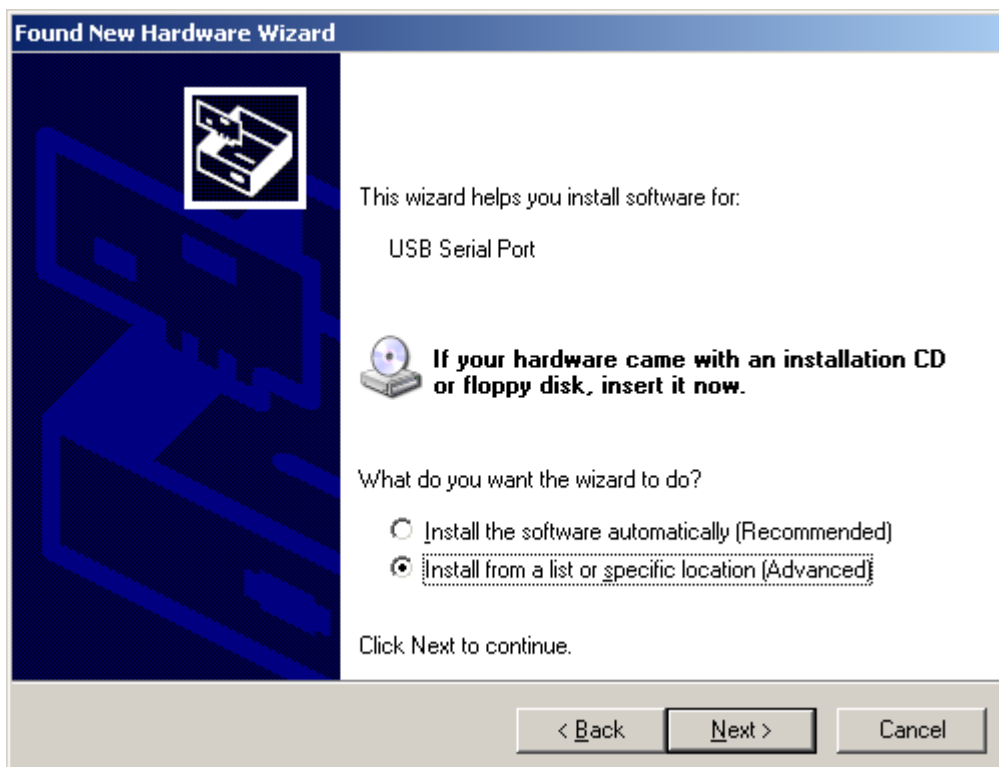 Found New Hardware Wizard
This wizard helps you install software for:
USB Serial Port
If your hardware came with an installation CD
or floppy disk, insert it now.
What do you want the wizard to do?
Install the software automatically (Recommended)
Install from a list or specific location (Advanced)
Click Next to continue.
< Back Next > Cancel